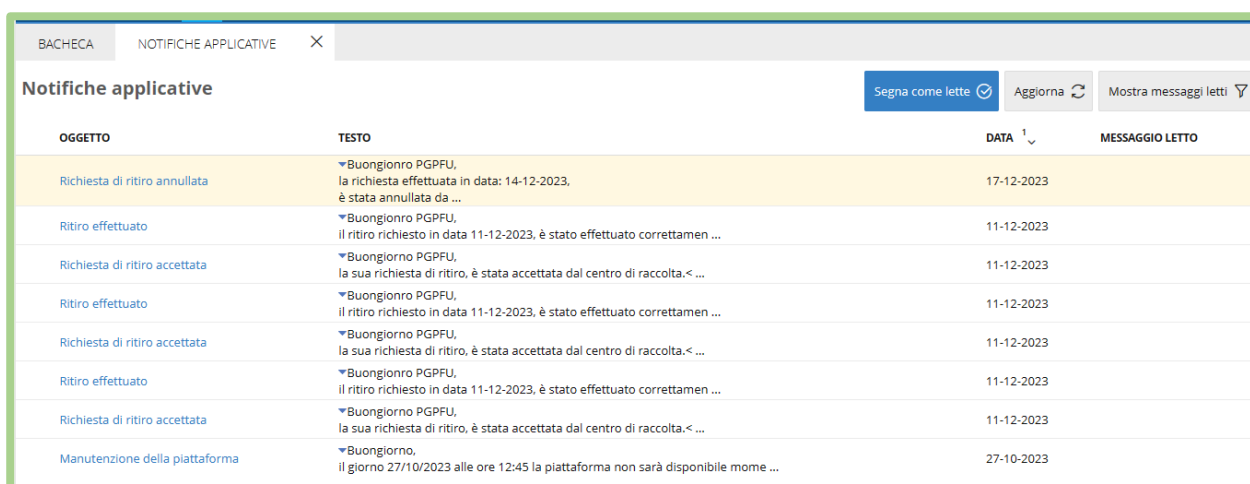 BACHECA NOTIFICHE APPLICATIVE
Notifiche applicative Segna come lette Aggiorna Mostra messaggi letti
OGGETTO TESTO DATA 1 MESSAGGIO LETTO
Buongionro PGPFU,
Richiesta di ritiro annullata la richiesta effettuata in data: 14-12-2023, 17-12-2023
è stata annullata da ...
Buongionro PGPFU,
Ritiro effettuato il ritiro richiesto in data 11-12-2023, è stato effettuato correttamen ... 11-12-2023
Buongiorno PGPFU,
Richiesta di ritiro accettata la sua richiesta di ritiro, è stata accettata dal centro di raccolta.< ... 11-12-2023
Buongionro PGPFU,
Ritiro effettuato il ritiro richiesto in data 11-12-2023, è stato effettuato correttamen ... 11-12-2023
Buongiorno PGPFU,
Richiesta di ritiro accettata la sua richiesta di ritiro, è stata accettata dal centro di raccolta.< ... 11-12-2023
Buongionro PGPFU,
Ritiro effettuato il ritiro richiesto in data 11-12-2023, è stato effettuato correttamen ... 11-12-2023
Buongiorno PGPFU,
Richiesta di ritiro accettata la sua richiesta di ritiro, è stata accettata dal centro di raccolta.< ... 11-12-2023
Buongiorno,
Manutenzione della piattaforma il giorno 27/10/2023 alle ore 12:45 la piattaforma non sarà disponibile mome ... 27-10-2023